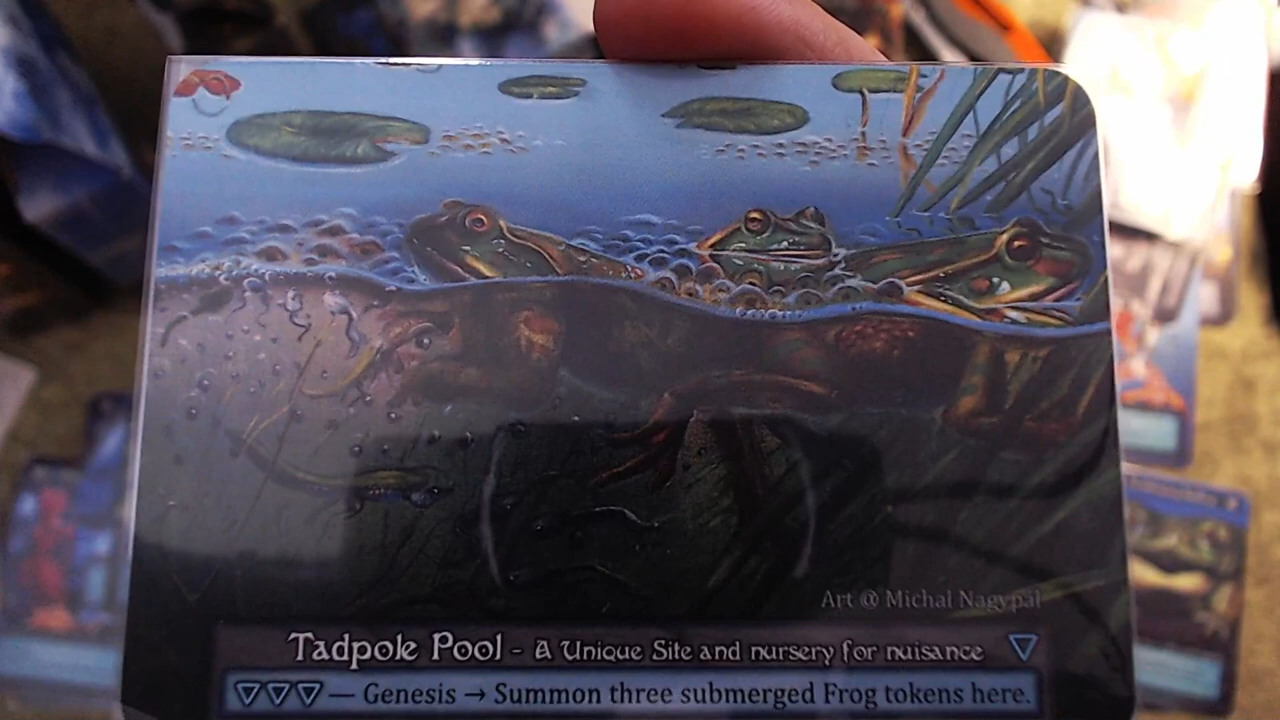 Art @ Michal Nagypal
Tadpole Pool - A Unique Site and nursery for nuisance ▽
▽▽▽ — Genesis → Summon three submerged Frog tokens here.